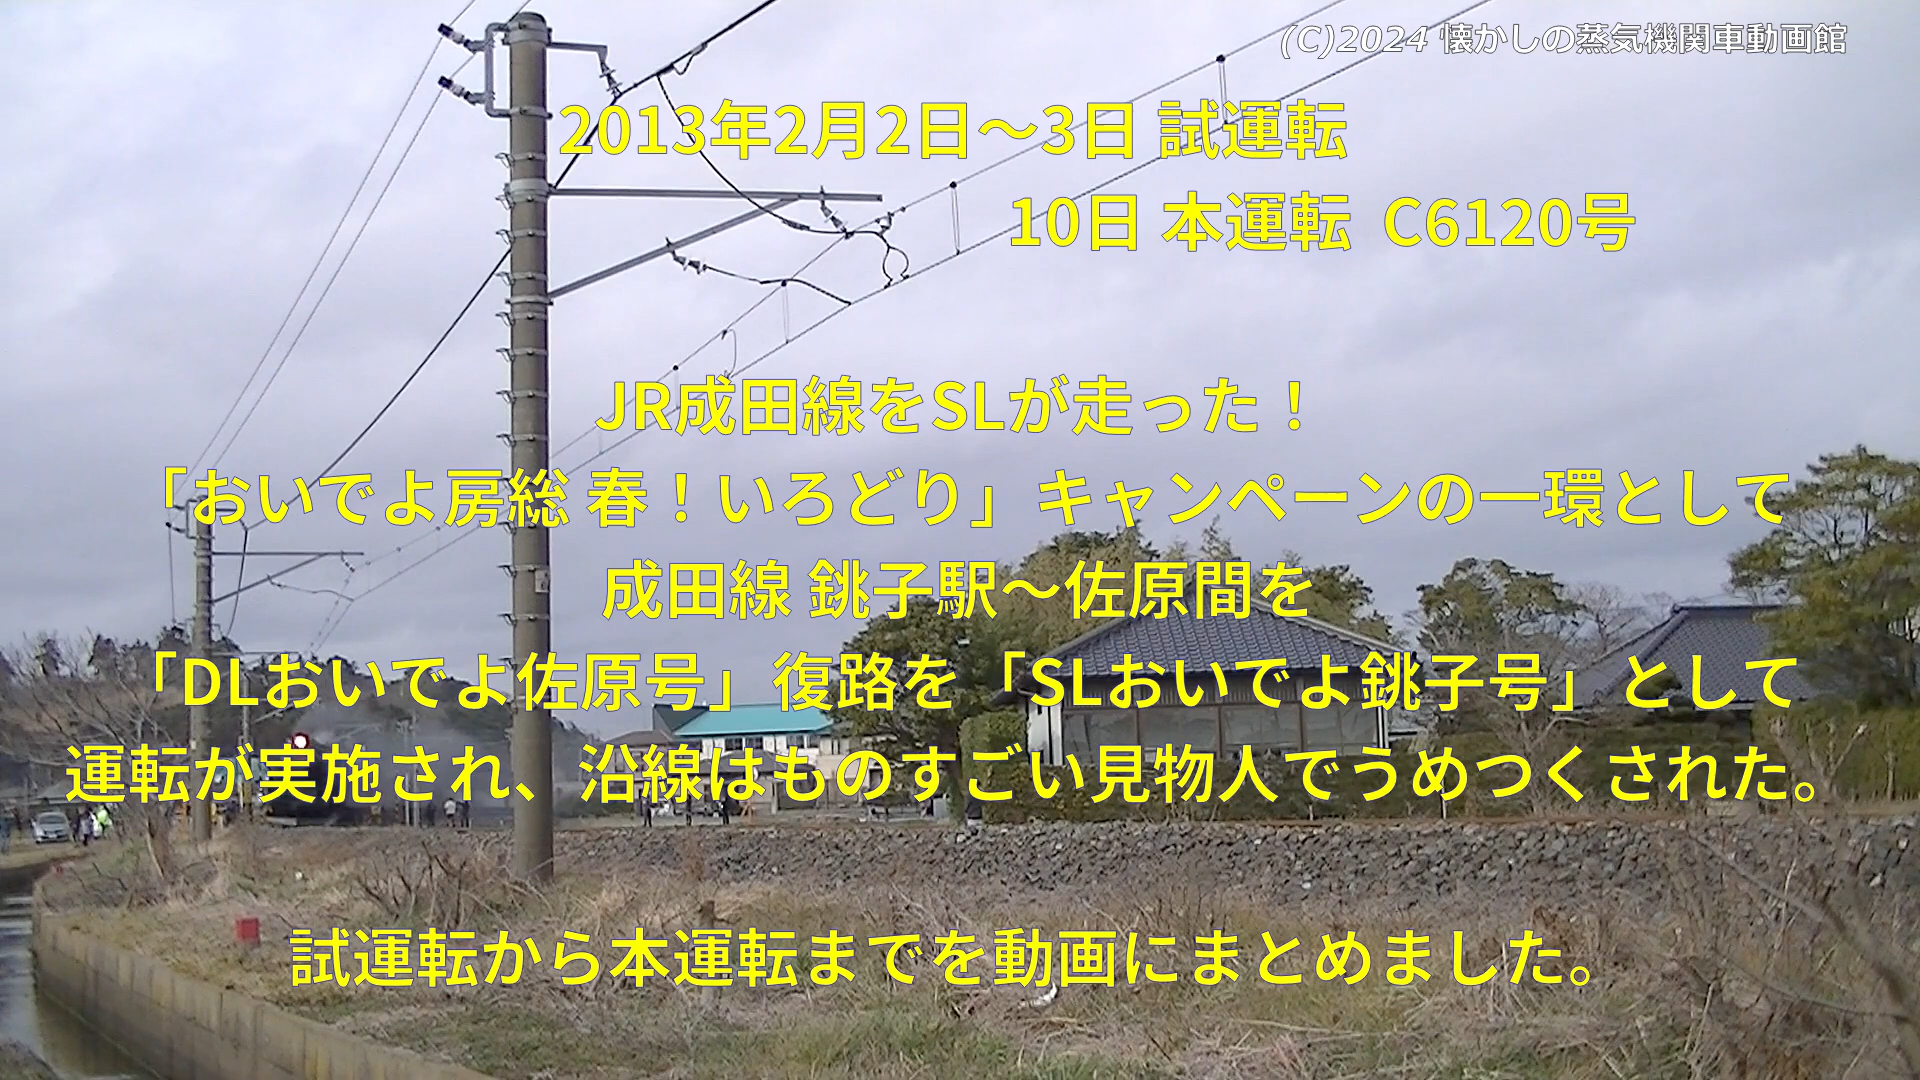 (C)2024 懐かしの蒸気機関車動画館
2013年2月2日～3日 試運転
10日 本運転 C6120号
JR成田線をSLが走った！
「おいでよ房総 春！いろどり」キャンペーンの一環として
成田線 銚子駅～佐原間を
「DLおいでよ佐原号」復路を「SLおいでよ銚子号」として
運転が実施され、沿線はものすごい見物人でうめつくされた。
試運転から本運転までを動画にまとめました。